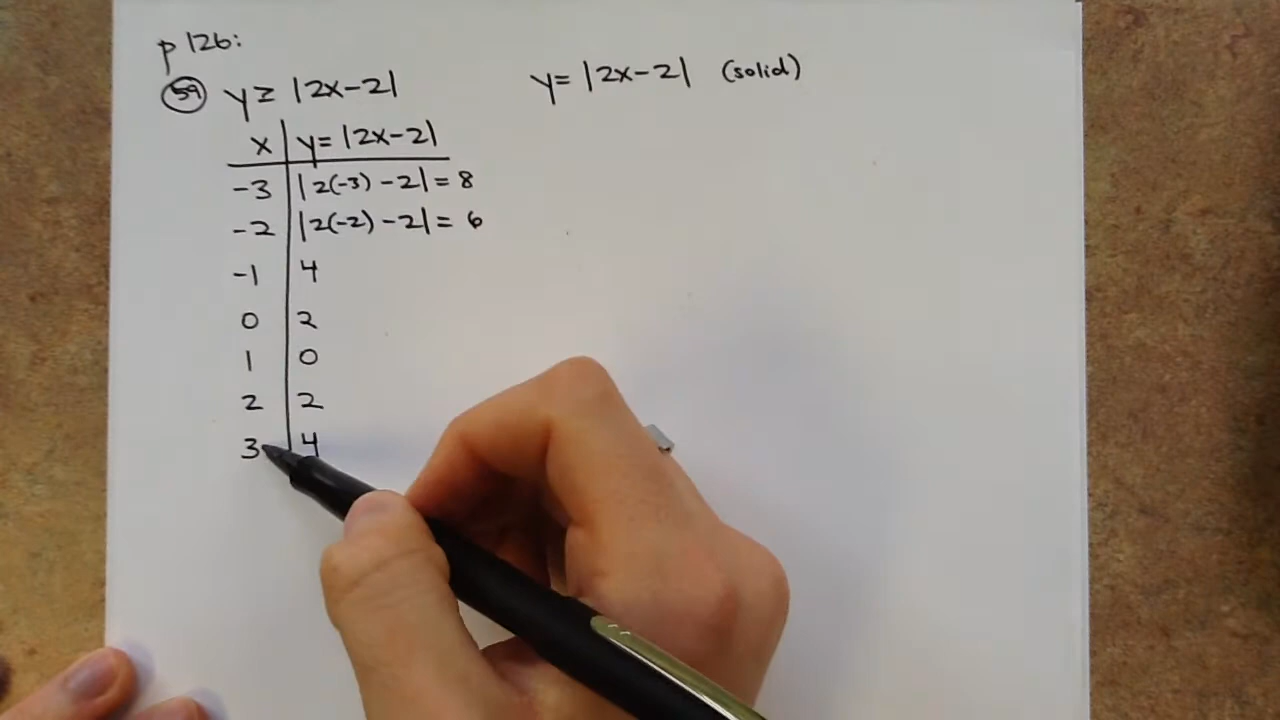 p 126:
59 y ≥ |2x-2| y = |2x-2| (solid)
x y = |2x-2|
-3 |2(-3) -2| = 8
-2 |2(-2) -2| = 6
-1 4
0 2
1 0
2 2
3 4